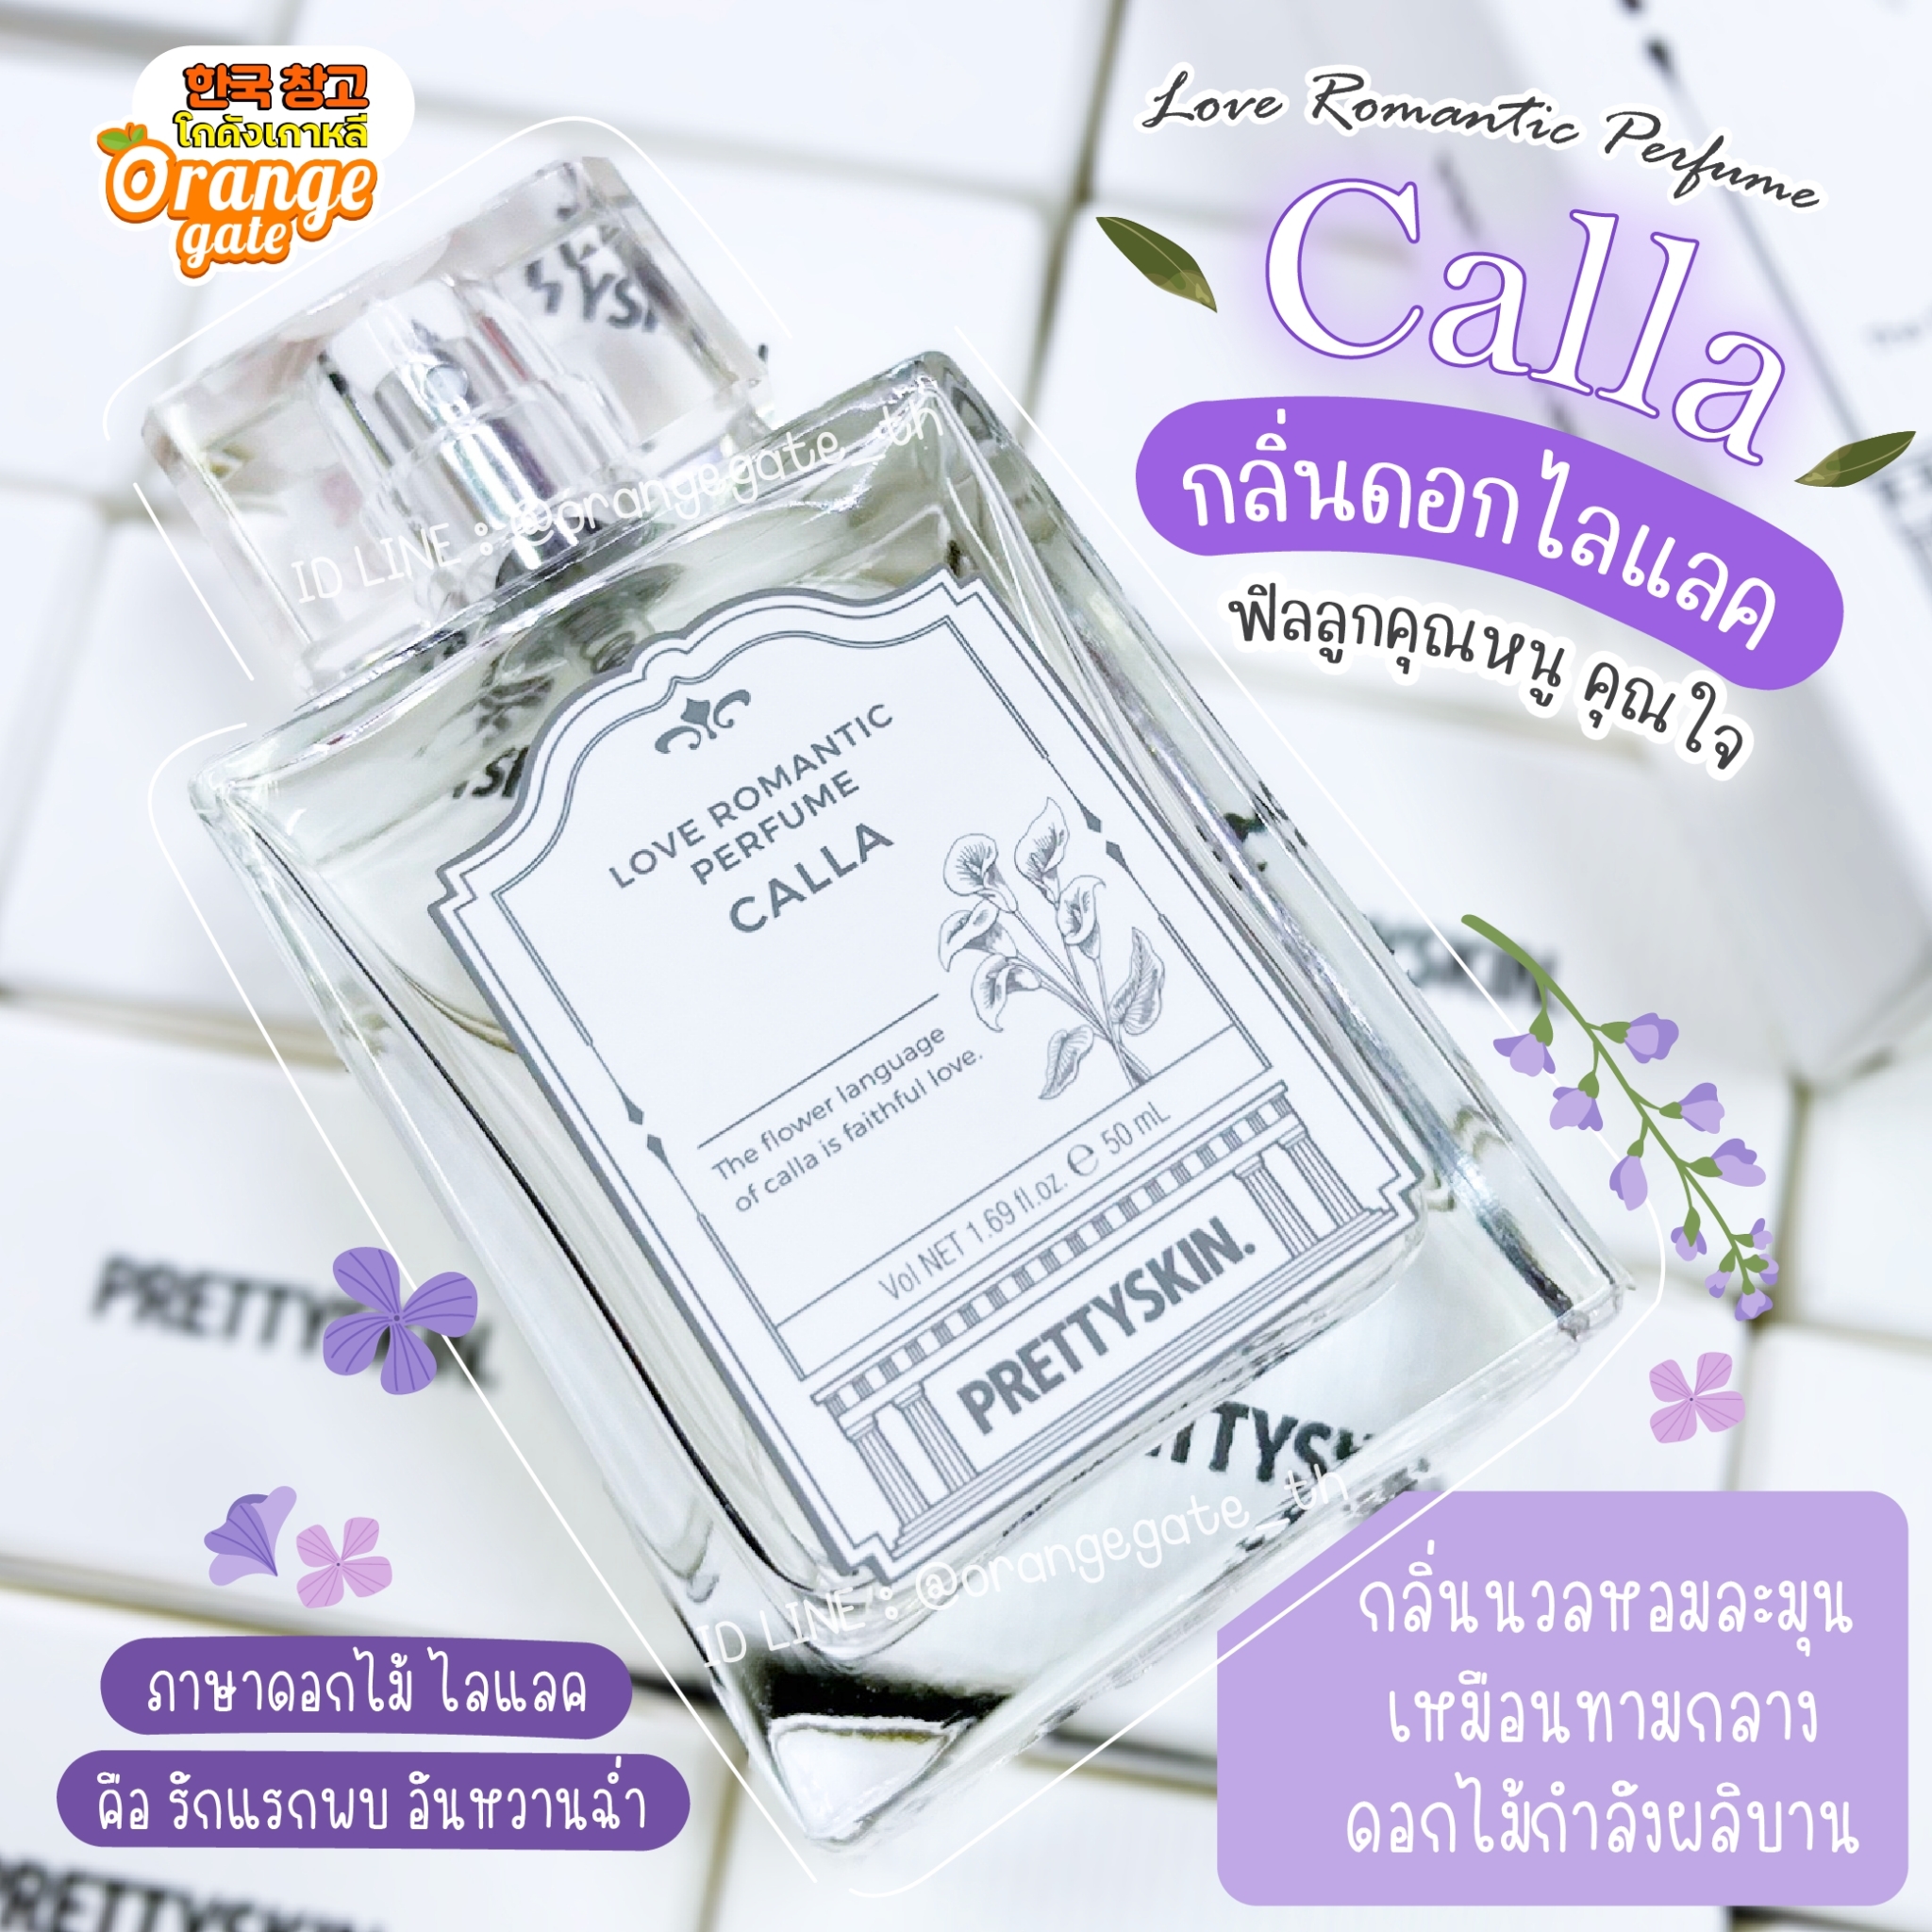 한국 창고
โกดังเกาหลี
Orange
gate
Love Romantic Perfume
Calla
กลิ่นดอกไลแลค
ฟิลลูกคุณหนู คุณใจ
ID LINE : @orangegate_th
LOVE ROMANTIC
PERFUME
CALLA
The flower language
of calla is faithful love.
Vol NET 1.69 fl.oz. ℮ 50 mL
PRETTYSKIN.
ID LINE : @orangegate_th
PRETTYSKIN
กลิ่นนวลหอมละมุน
เหมือนทามกลาง
ดอกไม้กำลังผลิบาน
ภาษาดอกไม้ ไลแลค
คือ รักแรกพบ อันหวานฉ่ำ
PRETTYSKIN